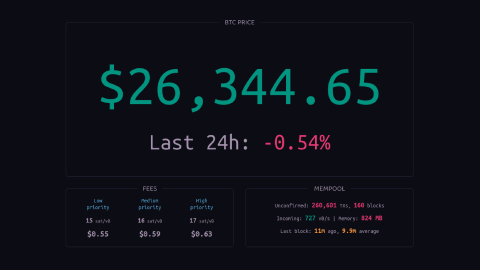 BTC PRICE
$26,344.65
Last 24h: -0.54%
FEES
Low priority
Medium priority
High priority
15 sat/vB
16 sat/vB
17 sat/vB
$0.55
$0.59
$0.63
MEMPOOL
Unconfirmed: 260,601 TXs, 160 blocks
Incoming: 727 vB/s | Memory: 824 MB
Last block: 11m ago, 9.9m average